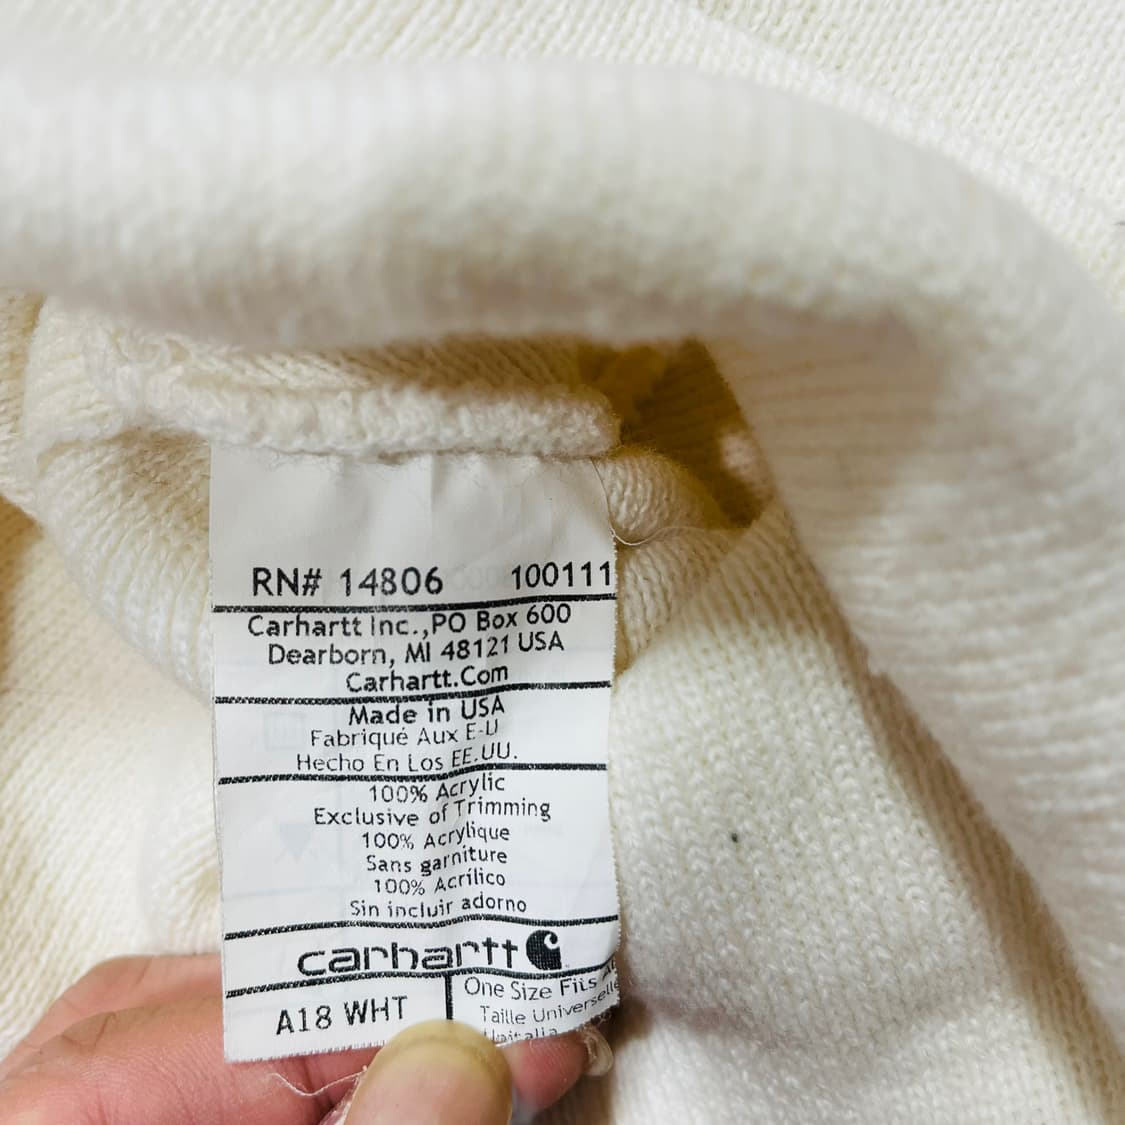 RN# 14806 100111
Carhartt Inc.,PO Box 600
Dearborn, MI 48121 USA
Carhartt.Com
Made in USA
Fabriqué Aux E-U
Hecho En Los EE.UU.
100% Acrylic
Exclusive of Trimming
100% Acrylique
Sans garniture
100% Acrílico
Sin incluir adorno
carhartt
A18 WHT
One Size Fits
Taille Universelle